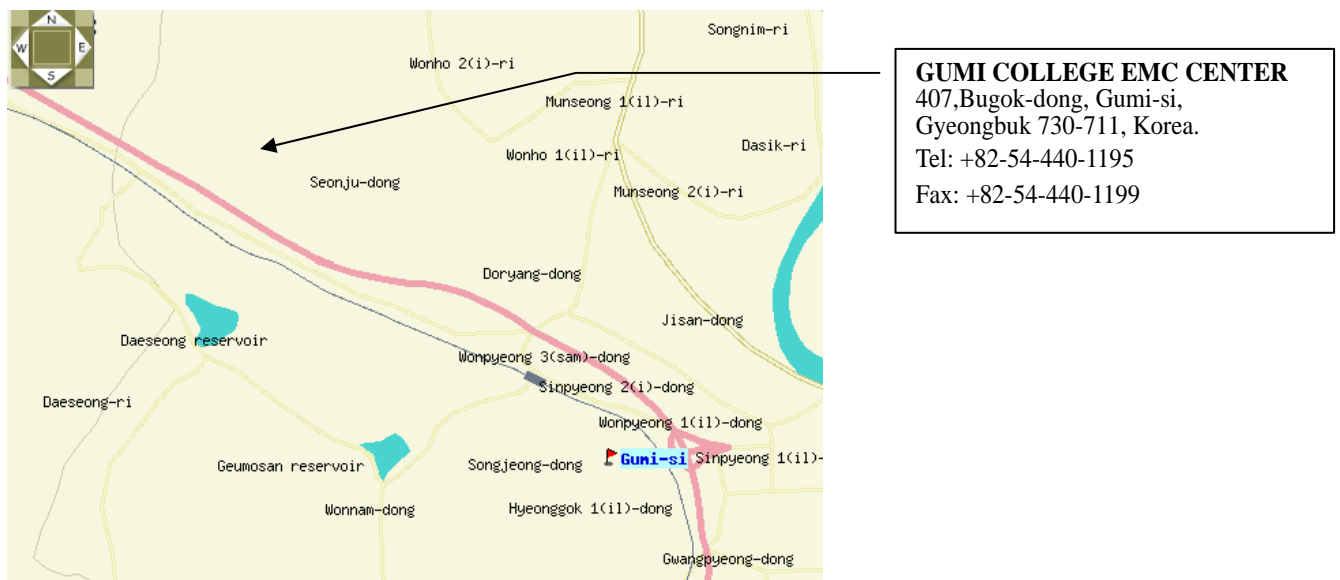 N
W
E
S
Songnim-ri
Wonho 2(i)-ri
Munseong 1(il)-ri
Dasik-ri
Wonho 1(il)-ri
Seonju-dong
Munseong 2(i)-ri
Doryang-dong
Jisan-dong
Daeseong reservoir
Wonpyeong 3(sam)-dong
Sinpyeong 2(i)-dong
Daeseong-ri
Wonpyeong 1(il)-dong
Gumi-si
Sinpyeong 1(il)-
Geumosan reservoir
Songjeong-dong
Wonnam-dong
Hyeonggok 1(il)-dong
Gwangpyeong-dong
GUMI COLLEGE EMC CENTER
407,Bugok-dong, Gumi-si,
Gyeongbuk 730-711, Korea.
Tel: +82-54-440-1195
Fax: +82-54-440-1199